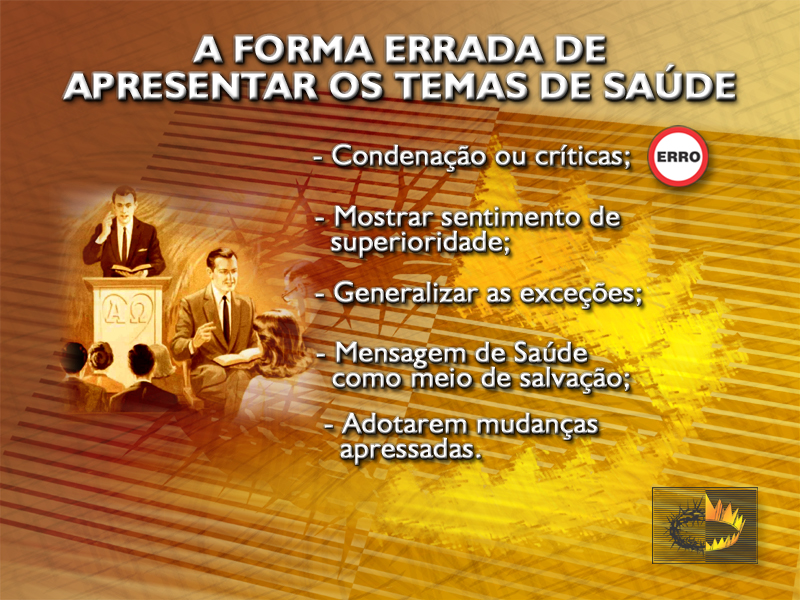 A FORMA ERRADA DE
APRESENTAR OS TEMAS DE SAÚDE
- Condenação ou críticas;
ERRO
- Mostrar sentimento de
superioridade;
- Generalizar as exceções;
- Mensagem de Saúde
como meio de salvação;
- Adotarem mudanças
apressadas.
ΑΩ